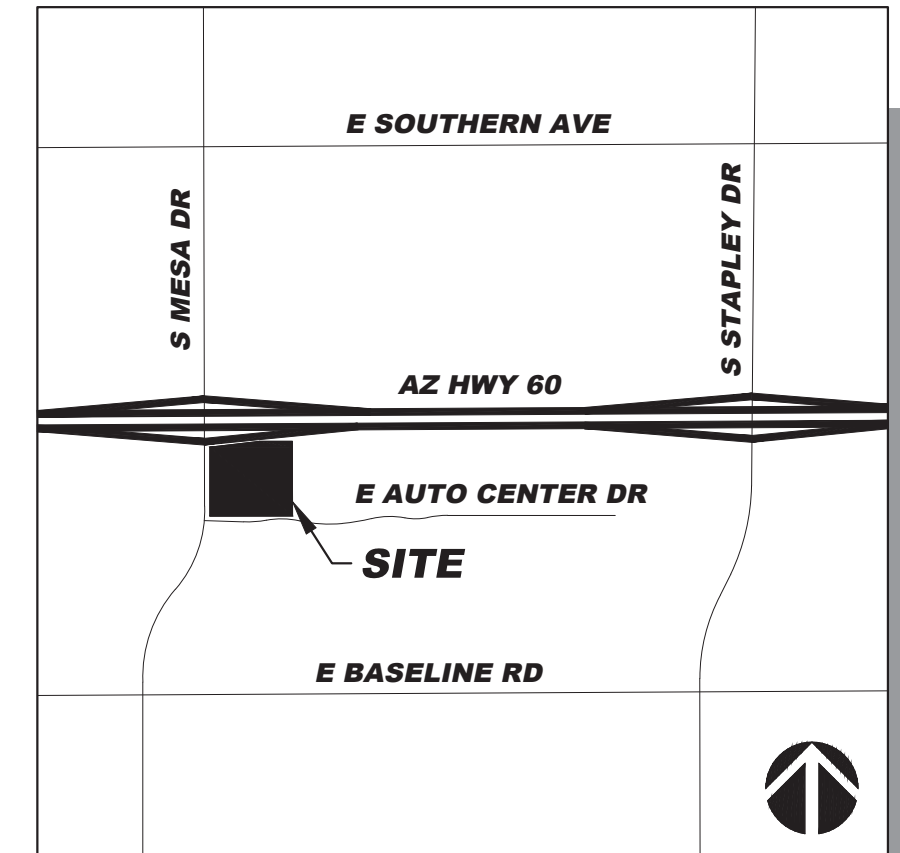 E SOUTHERN AVE
S MESA DR
S STAPLEY DR
AZ HWY 60
E AUTO CENTER DR
SITE
E BASELINE RD